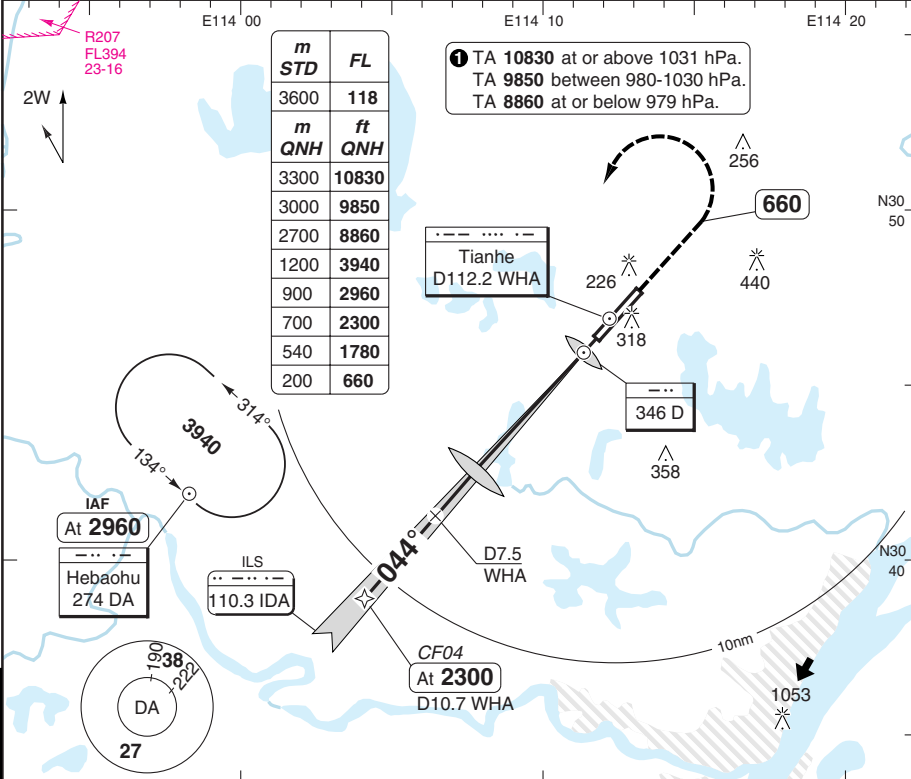 E114 00
E114 10
E114 20
R207
FL394
23-16
2W
m
STD
FL
3600 118
m
QNH
ft
QNH
3300 10830
3000 9850
2700 8860
1200 3940
900 2960
700 2300
540 1780
200 660
1 TA 10830 at or above 1031 hPa.
TA 9850 between 980-1030 hPa.
TA 8860 at or below 979 hPa.
256
660
N30
50
Tianhe
D112.2 WHA
226
440
318
346 D
358
314°
3940
134°
IAF
At 2960
Hebaohu
274 DA
ILS
110.3 IDA
044°
D7.5
WHA
N30
40
CF04
At 2300
D10.7 WHA
10nm
1053
190
38
222
DA
27